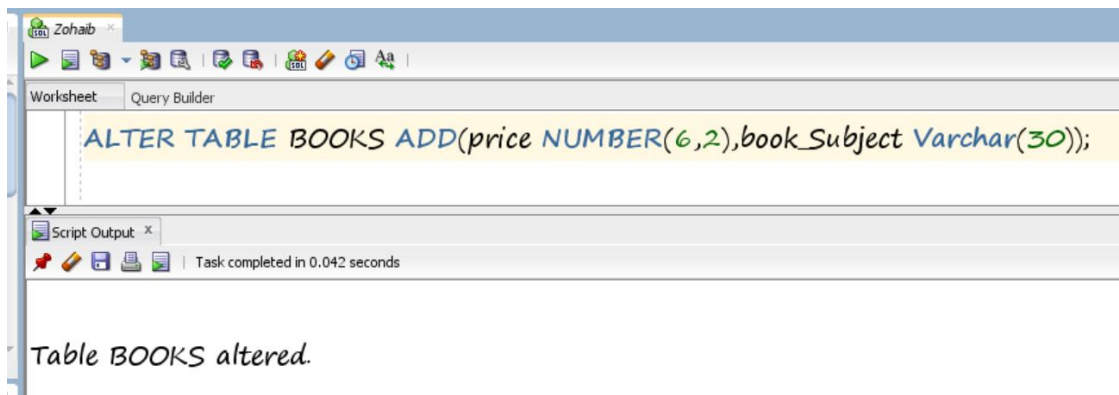 Zohaib
Worksheet Query Builder
ALTER TABLE BOOKS ADD(price NUMBER(6,2),book_Subject Varchar(30));
Script Output x
Task completed in 0.042 seconds
Table BOOKS altered.